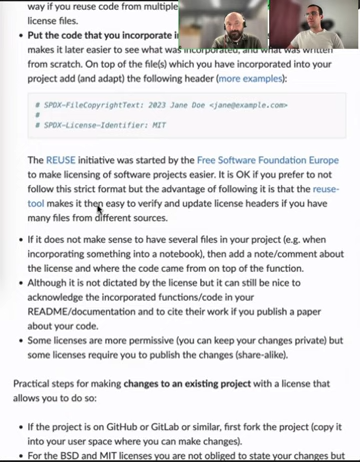 way if you reuse code from multiple
license files.
Put the code that you incorporate i
makes it later easier to see what was incorporated, and what was written
from scratch. On top of the file(s) which you have incorporated into your
project add (and adapt) the following header (more examples):
# SPDX-FileCopyrightText: 2023 Jane Doe <jane@example.com>
#
# SPDX-License-Identifier: MIT
The REUSE initiative was started by the Free Software Foundation Europe
to make licensing of software projects easier. It is OK if you prefer to not
follow this strict format but the advantage of following it is that the reuse-
tool makes it then easy to verify and update license headers if you have
many files from different sources.
If it does not make sense to have several files in your project (e.g. when
incorporating something into a notebook), then add a note/comment about
the license and where the code came from on top of the function.
Although it is not dictated by the license but it can still be nice to
acknowledge the incorporated functions/code in your
README/documentation and to cite their work if you publish a paper
about your code.
Some licenses are more permissive (you can keep your changes private) but
some licenses require you to publish the changes (share-alike).
Practical steps for making changes to an existing project with a license that
allows you to do so:
If the project is on GitHub or GitLab or similar, first fork the project (copy it
into your user space where you can make changes).
For the BSD and MIT licenses you are not obliged to state your changes but